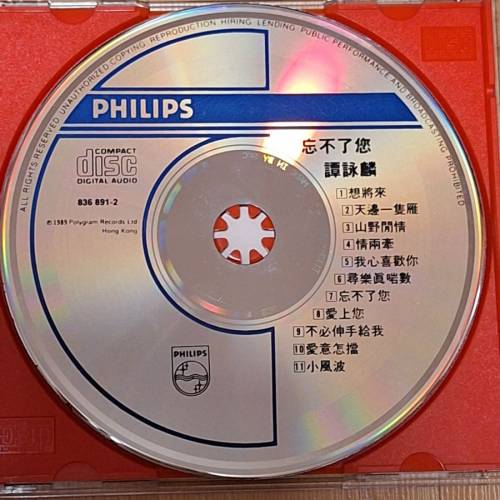 ALL RIGHTS RESERVED. UNAUTHORIZED COPYING REPRODUCTION HIRING LENDING PUBLIC PERFORMANCE AND BROADCASTING PROHIBITED
PHILIPS
COMPACT
disc
DIGITAL AUDIO
836 891-2
©1989 Polygram Records Ltd
Hong Kong
忘不了您
譚詠麟
1 想將來
2 天邊一隻雁
3 山野閒情
4 情兩牽
5 我心喜歡你
6 尋樂眞啱數
7 忘不了您
8 愛上您
9 不必伸手給我
10 愛意怎擋
11 小風波
PHILIPS